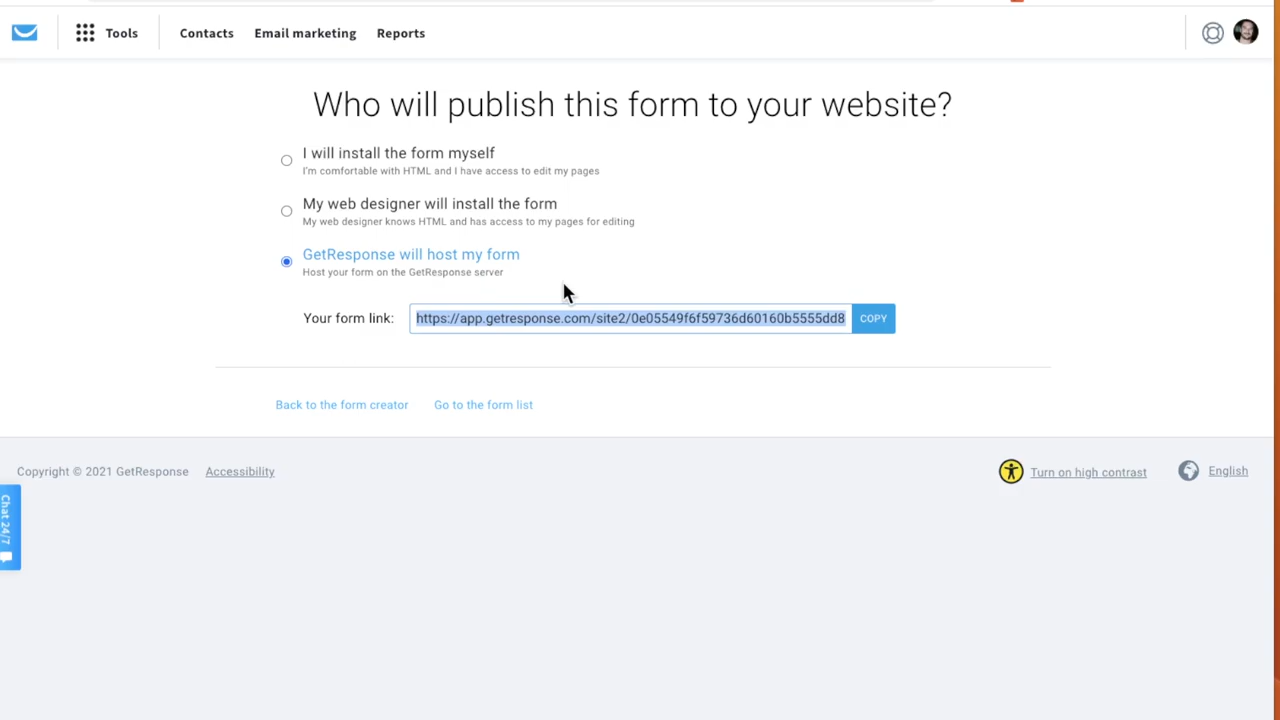 Tools
Contacts
Email marketing
Reports
Who will publish this form to your website?
I will install the form myself
I'm comfortable with HTML and I have access to edit my pages
My web designer will install the form
My web designer knows HTML and has access to my pages for editing
GetResponse will host my form
Host your form on the GetResponse server
Your form link: https://app.getresponse.com/site2/0e05549f6f59736d60160b5555dd8 COPY
Back to the form creator
Go to the form list
Copyright © 2021 GetResponse
Accessibility
Turn on high contrast
English
Chat 24/7